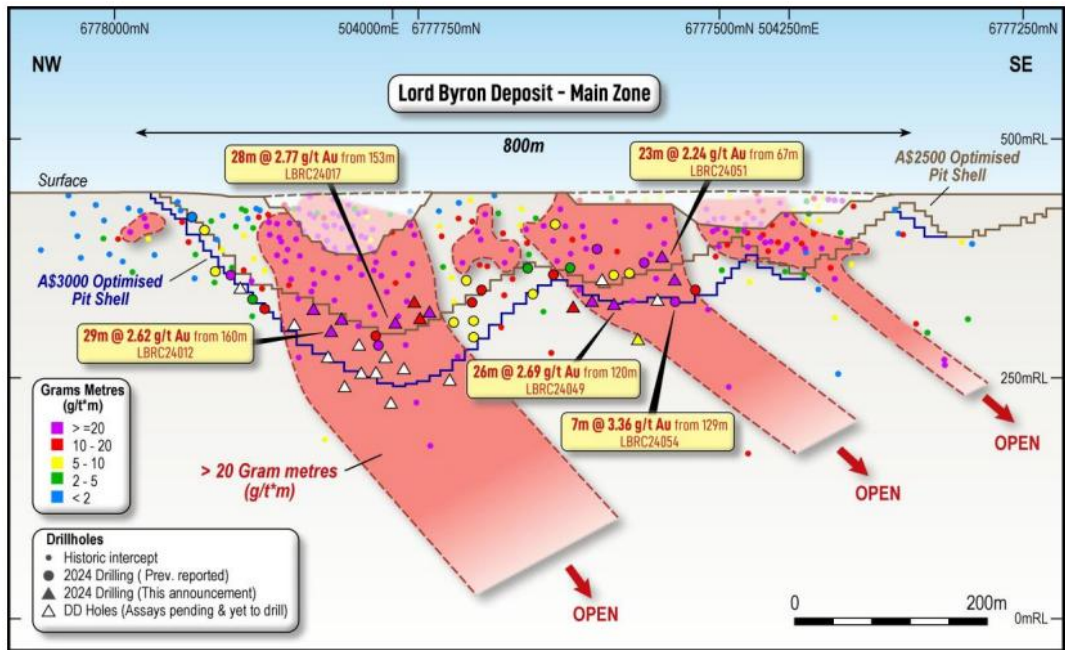 6778000mN
504000mE
6777750mN
6777500mN
504250mE
6777250mN
NW
SE
Lord Byron Deposit - Main Zone
800m
500mRL
28m @ 2.77 g/t Au from 153m
LBRC24017
23m @ 2.24 g/t Au from 67m
LBRC24051
A$2500 Optimised
Pit Shell
Surface
A$3000 Optimised
Pit Shell
29m @ 2.62 g/t Au from 160m
LBRC24012
26m @ 2.69 g/t Au from 120m
LBRC24049
250mRL
7m @ 3.36 g/t Au from 129m
LBRC24054
Grams Metres
(g/t*m)
> =20
10 - 20
5 - 10
2 - 5
< 2
> 20 Gram metres
(g/t*m)
OPEN
OPEN
OPEN
Drillholes
Historic intercept
2024 Drilling ( Prev. reported)
2024 Drilling (This announcement)
DD Holes (Assays pending & yet to drill)
0
200m
0mRL